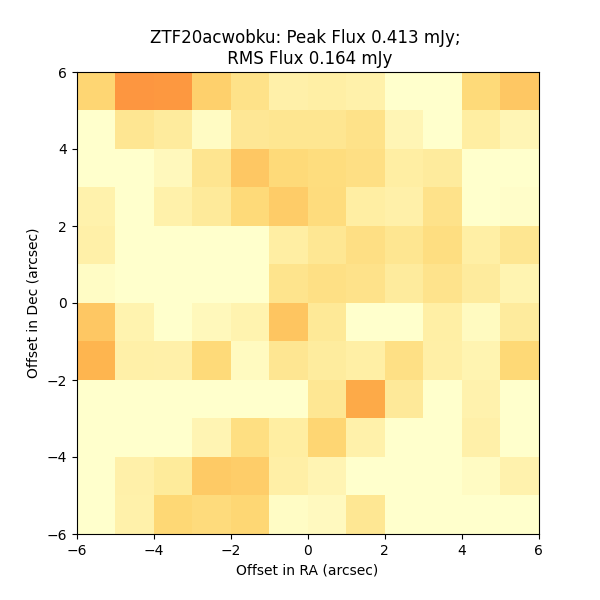 ZTF20acwobku: Peak Flux 0.413 mJy;
RMS Flux 0.164 mJy
6
4
2
0
−2
−4
−6
Offset in Dec (arcsec)
−6 −4 −2 0 2 4 6
Offset in RA (arcsec)